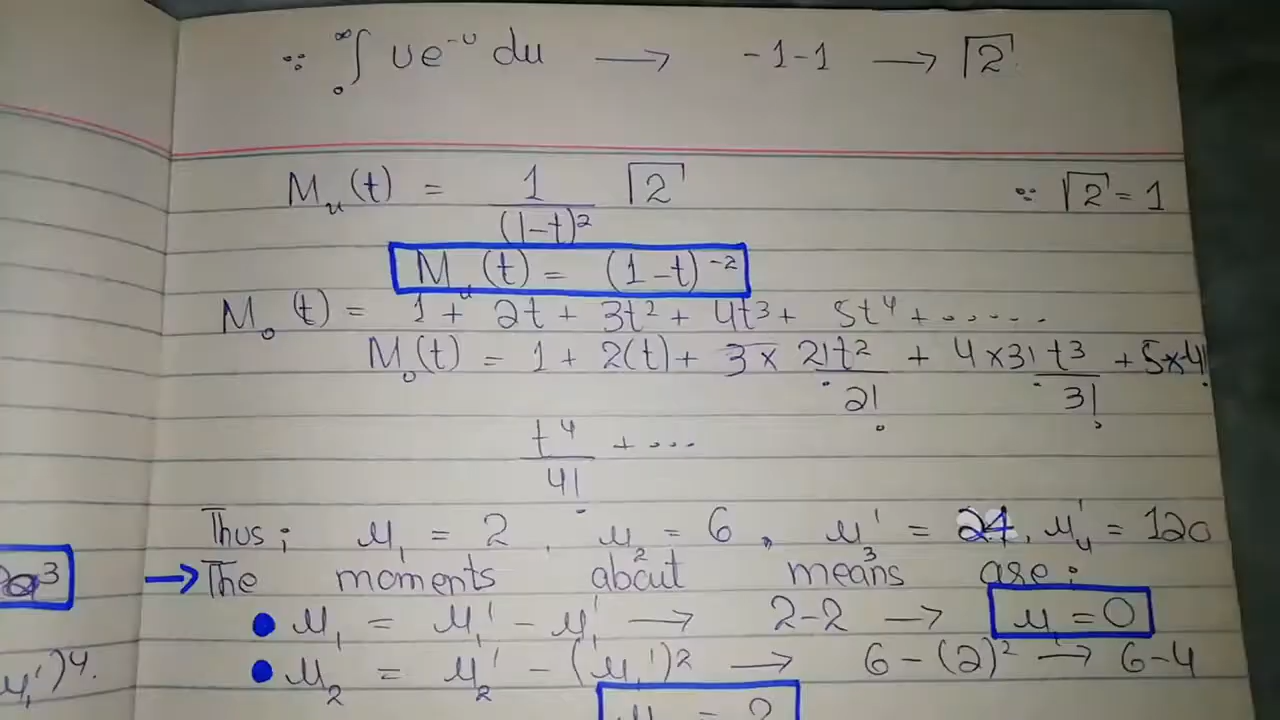 ∵ ∫₀^∞ ue⁻ᵘ du → -1-1 → Γ2
Mᵤ(t) = 1/(1-t)² Γ2 ∵ Γ2 = 1
Mᵤ(t) = (1-t)⁻²
M₀(t) = 1 + 2t + 3t² + 4t³ + 5t⁴ + ......
M₀(t) = 1 + 2(t) + 3 × 2! t²/2! + 4 × 3! t³/3! + 5×4!
t⁴/4! + ...
Thus; μ₁ = 2, μ₂ = 6, μ₃' = 24, μ₄' = 120
→ The moments about means are:
• μ₁ = μ₁' - μ₁' → 2-2 → μ₁ = 0
• μ₂ = μ₂' - (μ₁')² → 6-(2)² → 6-4
μ₁')⁴.